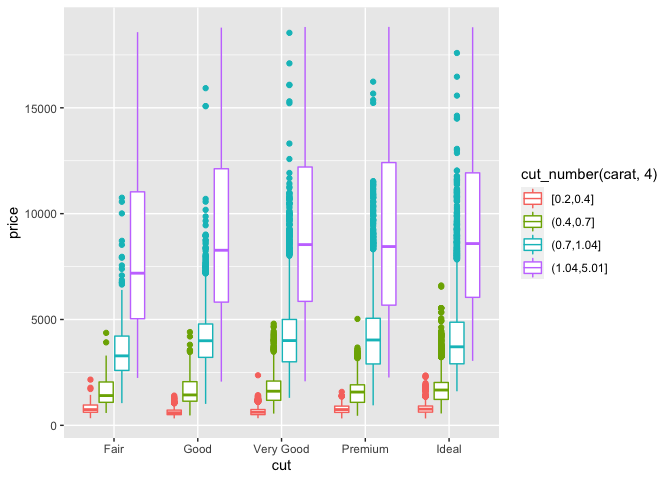 price
15000
10000
5000
0
Fair Good Very Good Premium Ideal
cut
cut_number(carat, 4)
[0.2,0.4]
(0.4,0.7]
(0.7,1.04]
(1.04,5.01]